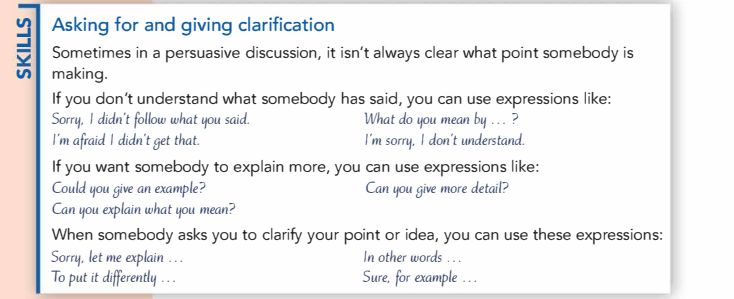 SKILLS
Asking for and giving clarification
Sometimes in a persuasive discussion, it isn't always clear what point somebody is
making.
If you don't understand what somebody has said, you can use expressions like:
Sorry, I didn't follow what you said. What do you mean by ... ?
I'm afraid I didn't get that. I'm sorry, I don't understand.
If you want somebody to explain more, you can use expressions like:
Could you give an example? Can you give more detail?
Can you explain what you mean?
When somebody asks you to clarify your point or idea, you can use these expressions:
Sorry, let me explain ... In other words ...
To put it differently ... Sure, for example ...